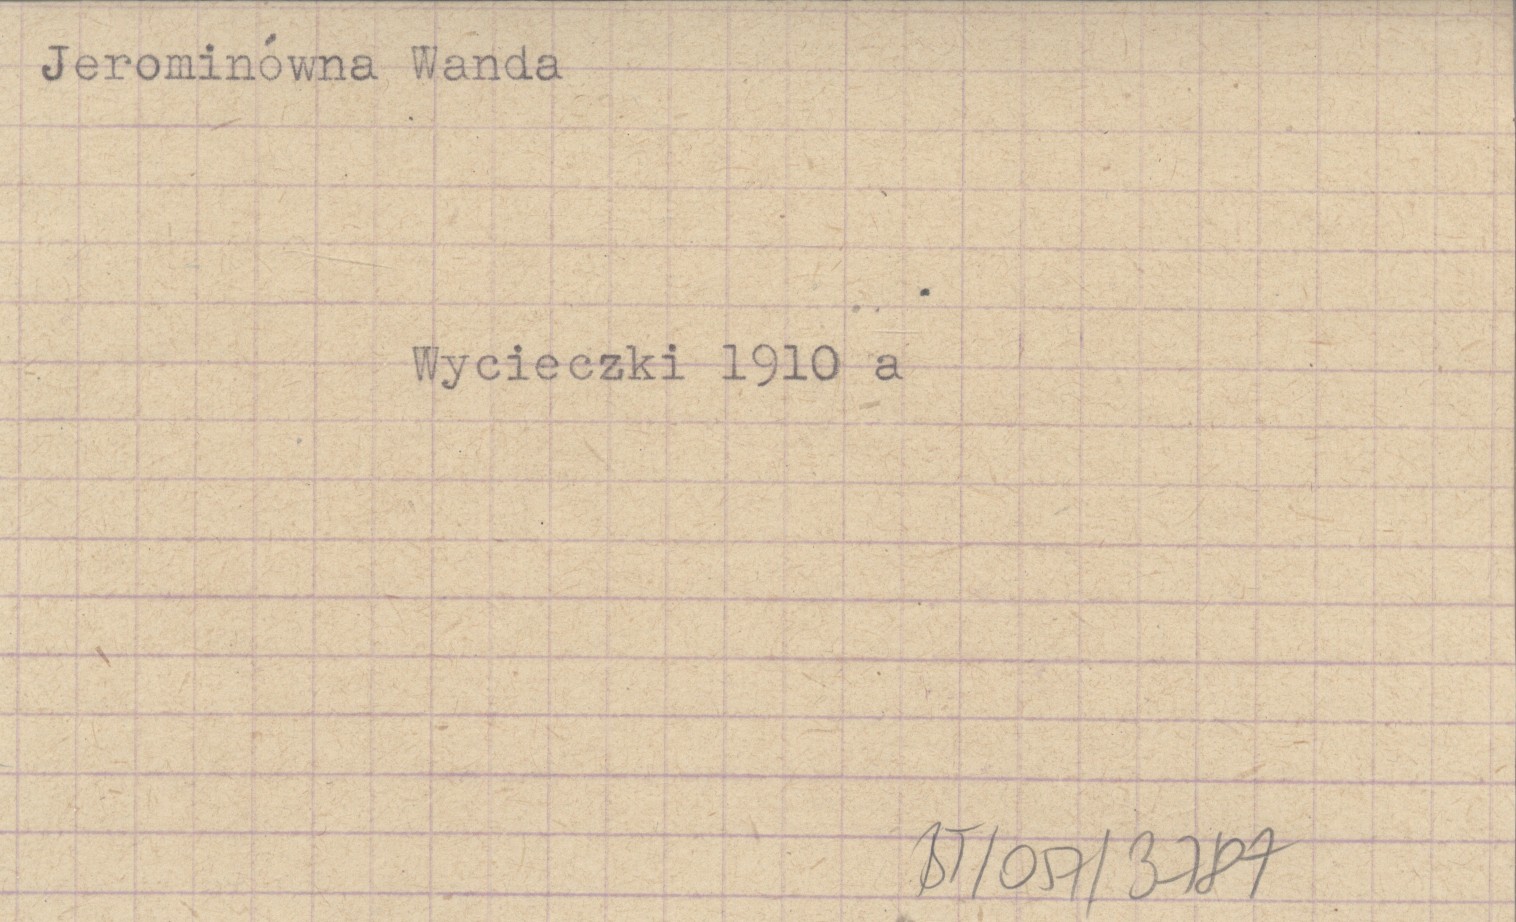 Jerominówna Wanda
Wycieczki 1910 a
BT/057/3787